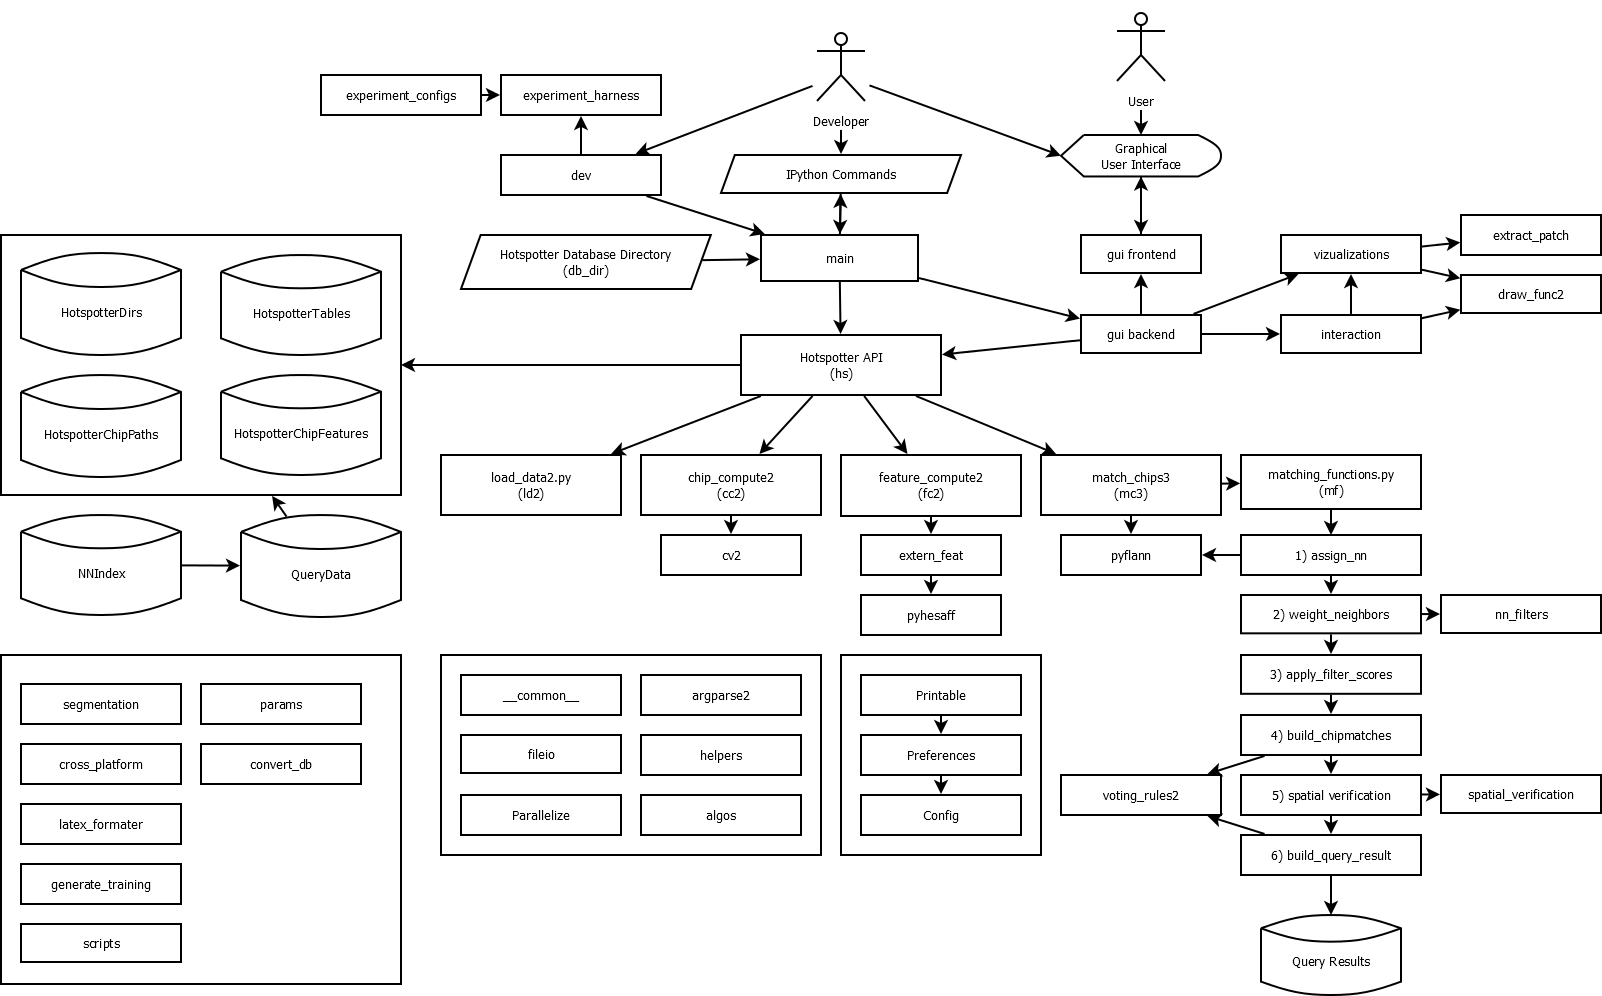 User
Developer
experiment_configs
experiment_harness
Graphical
User Interface
dev
IPython Commands
extract_patch
Hotspotter Database Directory
(db_dir)
main
gui frontend
vizualizations
draw_func2
HotspotterDirs
HotspotterTables
gui backend
interaction
Hotspotter API
(hs)
HotspotterChipPaths
HotspotterChipFeatures
load_data2.py
(ld2)
chip_compute2
(cc2)
feature_compute2
(fc2)
match_chips3
(mc3)
matching_functions.py
(mf)
NNIndex
QueryData
cv2
extern_feat
pyflann
1) assign_nn
pyhesaff
2) weight_neighbors
nn_filters
3) apply_filter_scores
segmentation
params
__common__
argparse2
Printable
4) build_chipmatches
cross_platform
convert_db
fileio
helpers
Preferences
voting_rules2
5) spatial verification
spatial_verification
latex_formater
Parallelize
algos
Config
6) build_query_result
generate_training
scripts
Query Results